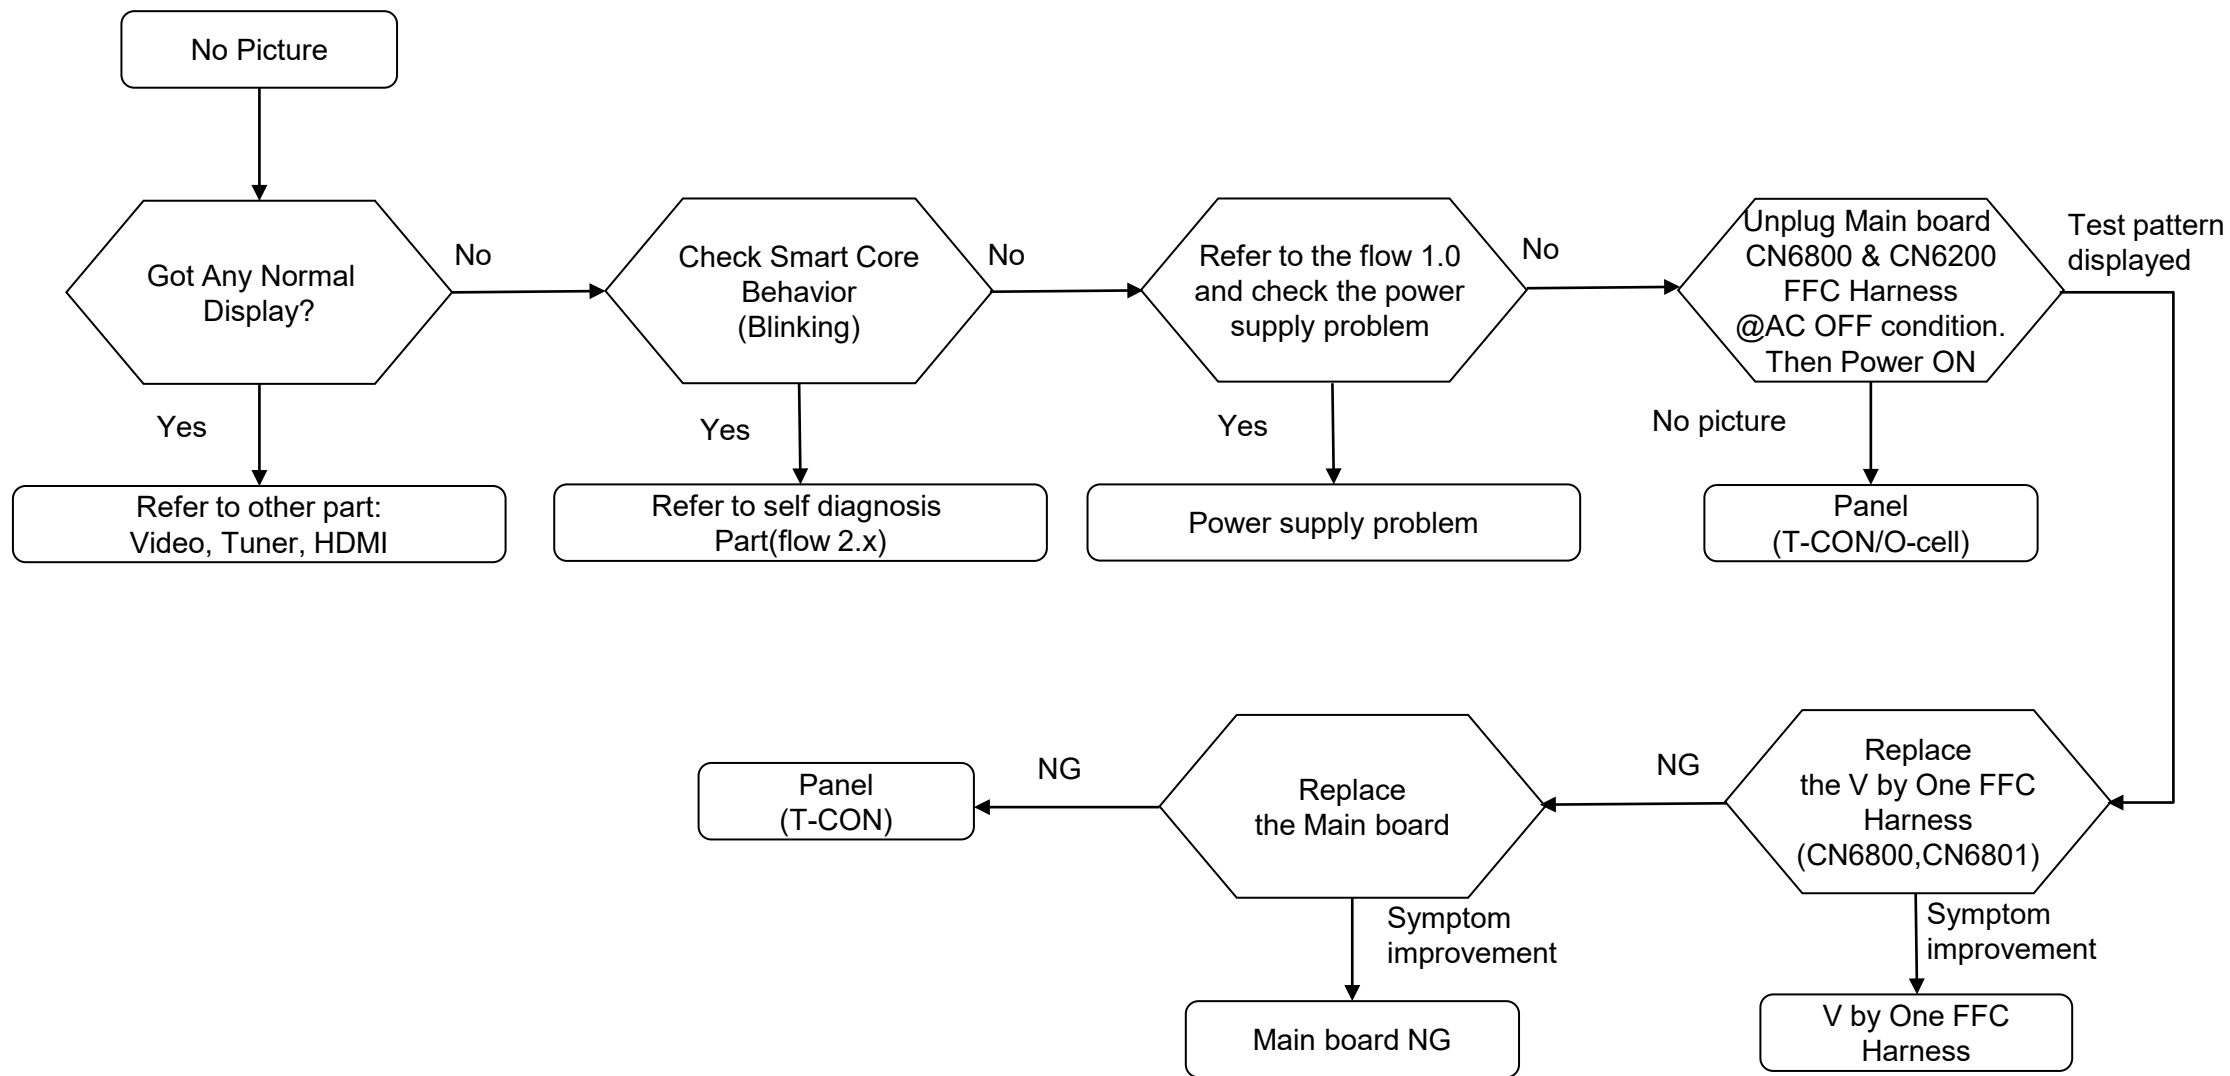 No Picture
Got Any Normal
Display?
No
Check Smart Core
Behavior
(Blinking)
No
Refer to the flow 1.0
and check the power
supply problem
No
Unplug Main board
CN6800 & CN6200
FFC Harness
@AC OFF condition.
Then Power ON
Test pattern
displayed
Yes
Yes
Yes
No picture
Refer to other part:
Video, Tuner, HDMI
Refer to self diagnosis
Part(flow 2.x)
Power supply problem
Panel
(T-CON/O-cell)
Replace
the V by One FFC
Harness
(CN6800,CN6801)
NG
Replace
the Main board
NG
Panel
(T-CON)
Symptom
improvement
Symptom
improvement
Main board NG
V by One FFC
Harness